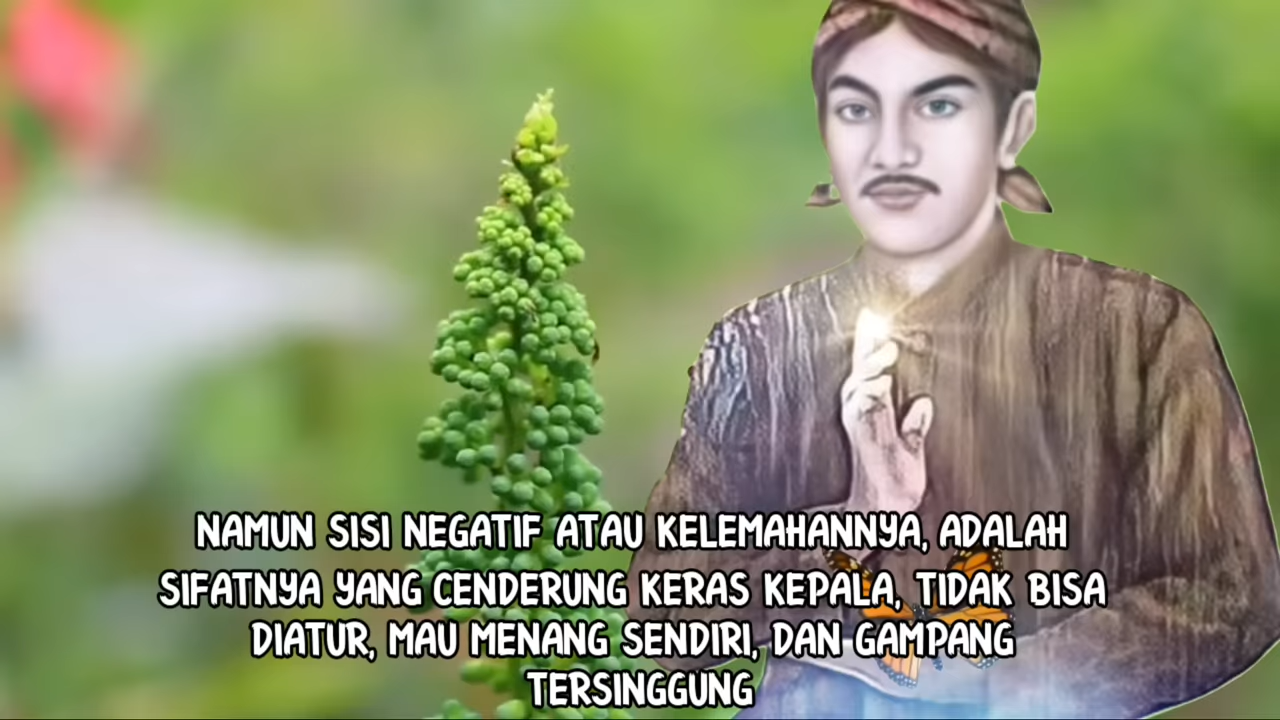 NAMUN SISI NEGATIF ATAU KELEMAHANNYA, ADALAH
SIFATNYA YANG CENDERUNG KERAS KEPALA, TIDAK BISA
DIATUR, MAU MENANG SENDIRI, DAN GAMPANG
TERSINGGUNG